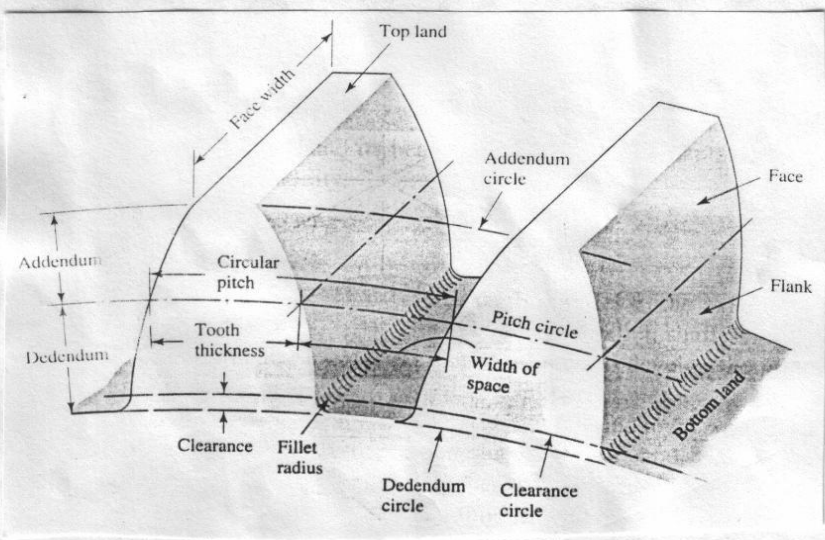 Top land
Face width
Addendum
circle
Face
Addendum
Circular
pitch
Flank
Pitch circle
Tooth
thickness
Dedendum
Width of
space
Bottom land
Clearance
Fillet
radius
Dedendum
circle
Clearance
circle